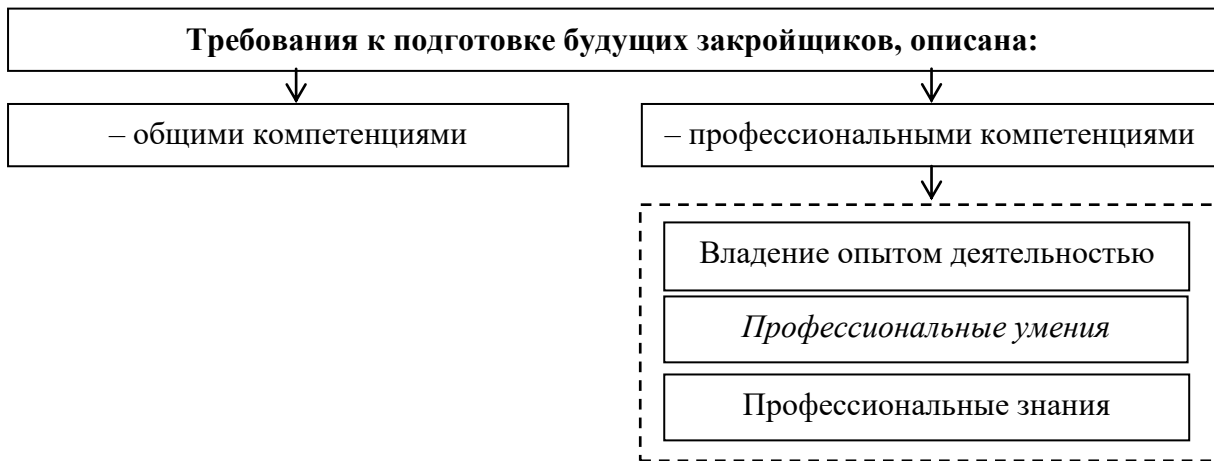 Требования к подготовке будущих закройщиков, описана:
– общими компетенциями
– профессиональными компетенциями
Владение опытом деятельностью
Профессиональные умения
Профессиональные знания